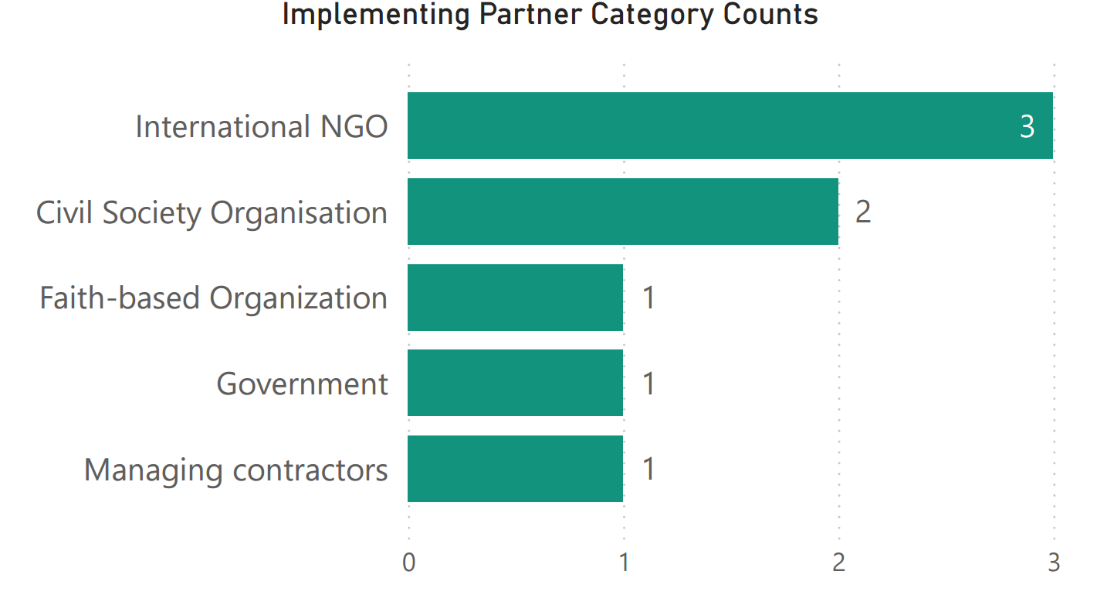 Implementing Partner Category Counts
International NGO 3
Civil Society Organisation 2
Faith-based Organization 1
Government 1
Managing contractors 1
0 1 2 3